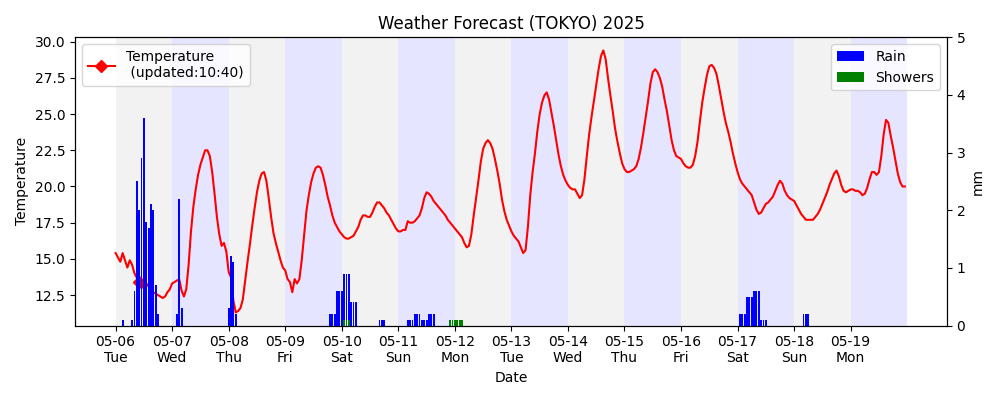 Weather Forecast (TOKYO) 2025
Temperature
(updated:10:40)
Rain
Showers
30.0
27.5
25.0
22.5
20.0
17.5
15.0
12.5
Temperature
5
4
3
2
1
0
mm
05-06 05-07 05-08 05-09 05-10 05-11 05-12 05-13 05-14 05-15 05-16 05-17 05-18 05-19
Tue Wed Thu Fri Sat Sun Mon Tue Wed Thu Fri Sat Sun Mon
Date